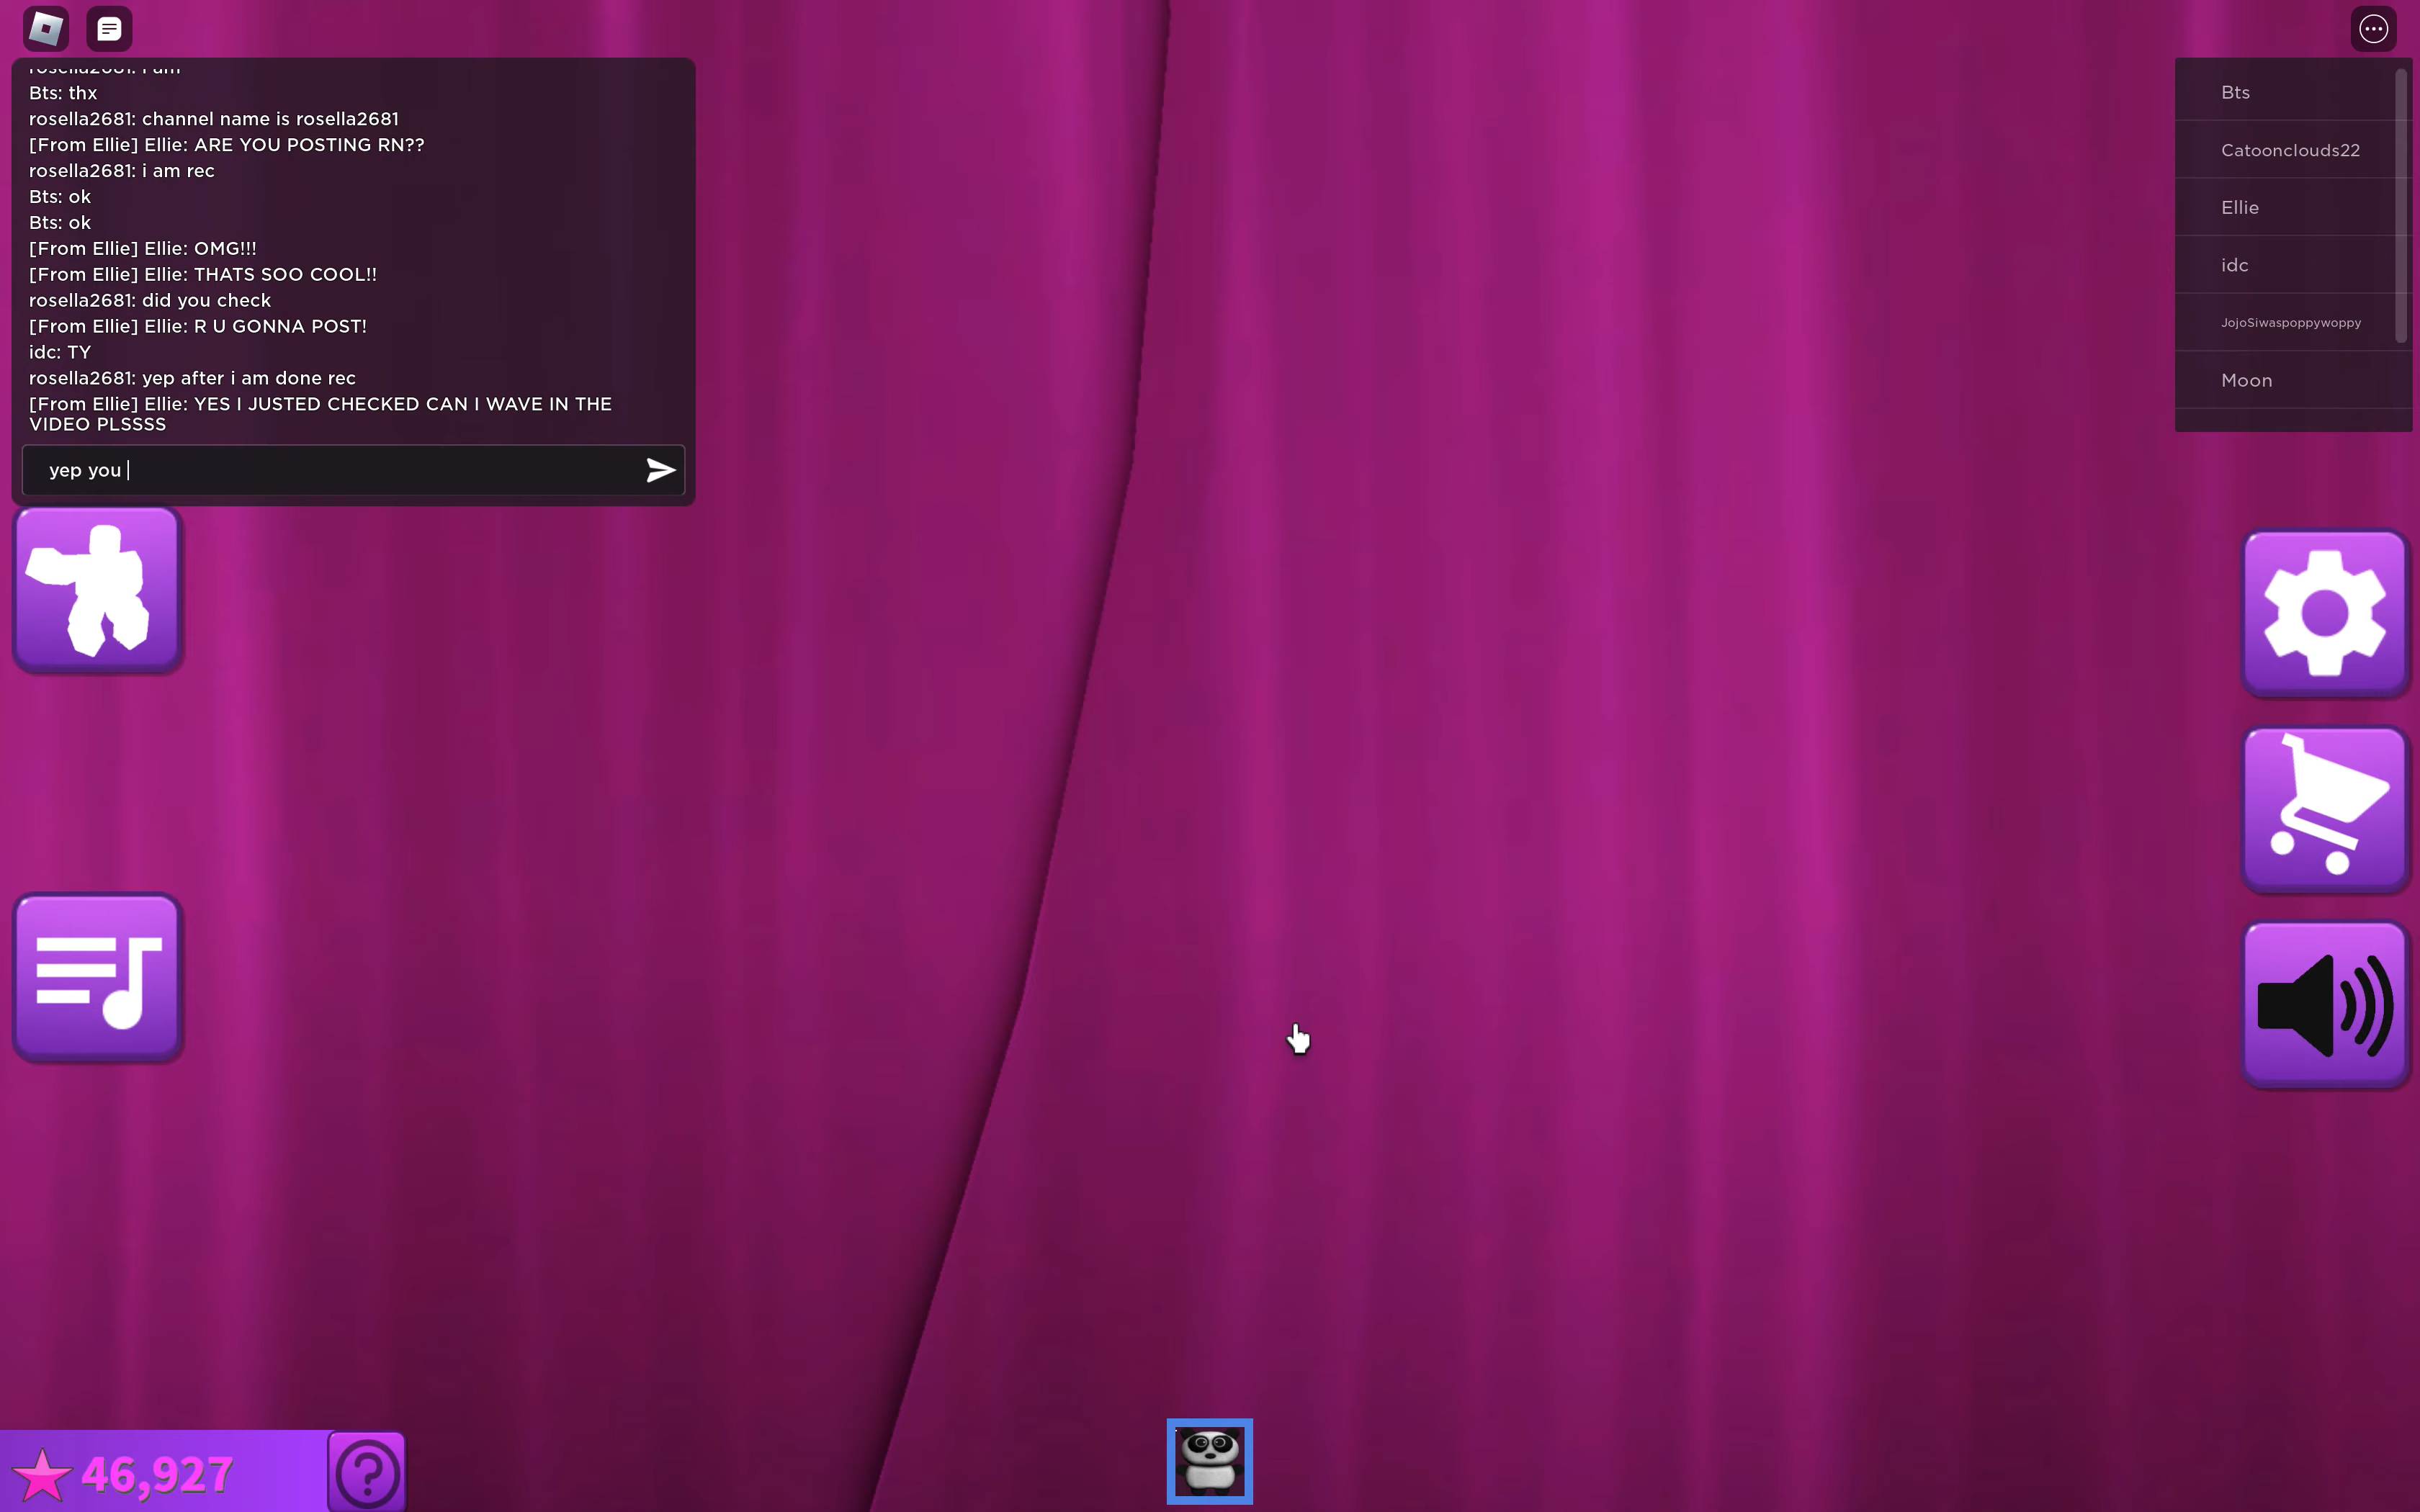 rosella2681: i am
Bts: thx
rosella2681: channel name is rosella2681
[From Ellie] Ellie: ARE YOU POSTING RN??
rosella2681: i am rec
Bts: ok
Bts: ok
[From Ellie] Ellie: OMG!!!
[From Ellie] Ellie: THATS SOO COOL!!
rosella2681: did you check
[From Ellie] Ellie: R U GONNA POST!
idc: TY
rosella2681: yep after i am done rec
[From Ellie] Ellie: YES I JUSTED CHECKED CAN I WAVE IN THE
VIDEO PLSSSS
yep you
Bts
Catoonclouds22
Ellie
idc
JojoSiwaspoppywoppy
Moon
46,927
?